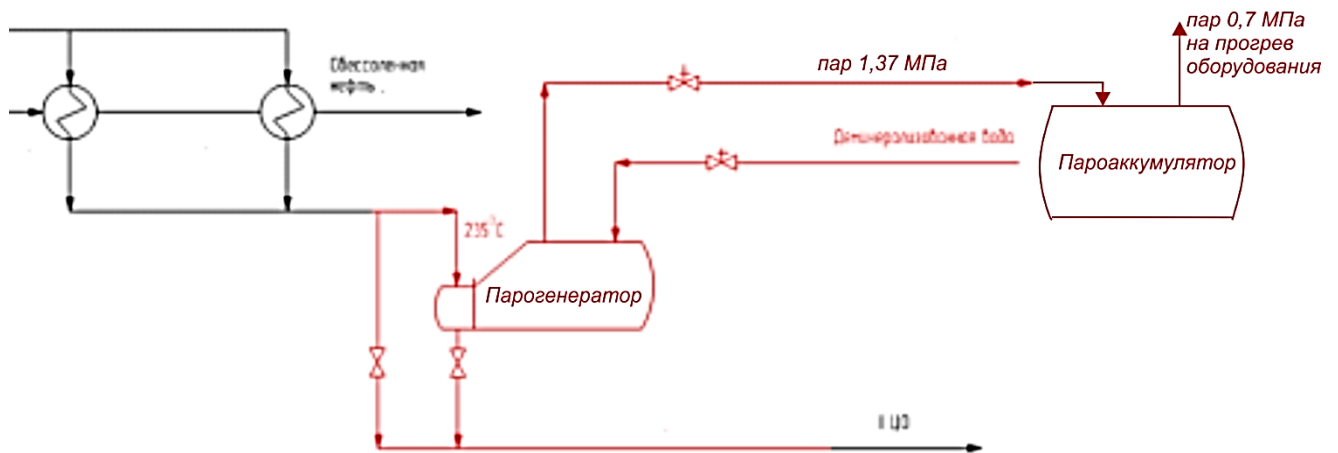 пар 0,7 МПа
на прогрев
оборудования
Обессоленная
нефть
пар 1,37 МПа
Деминерализованная вода
Пароаккумулятор
235°C
Парогенератор
II ЦО